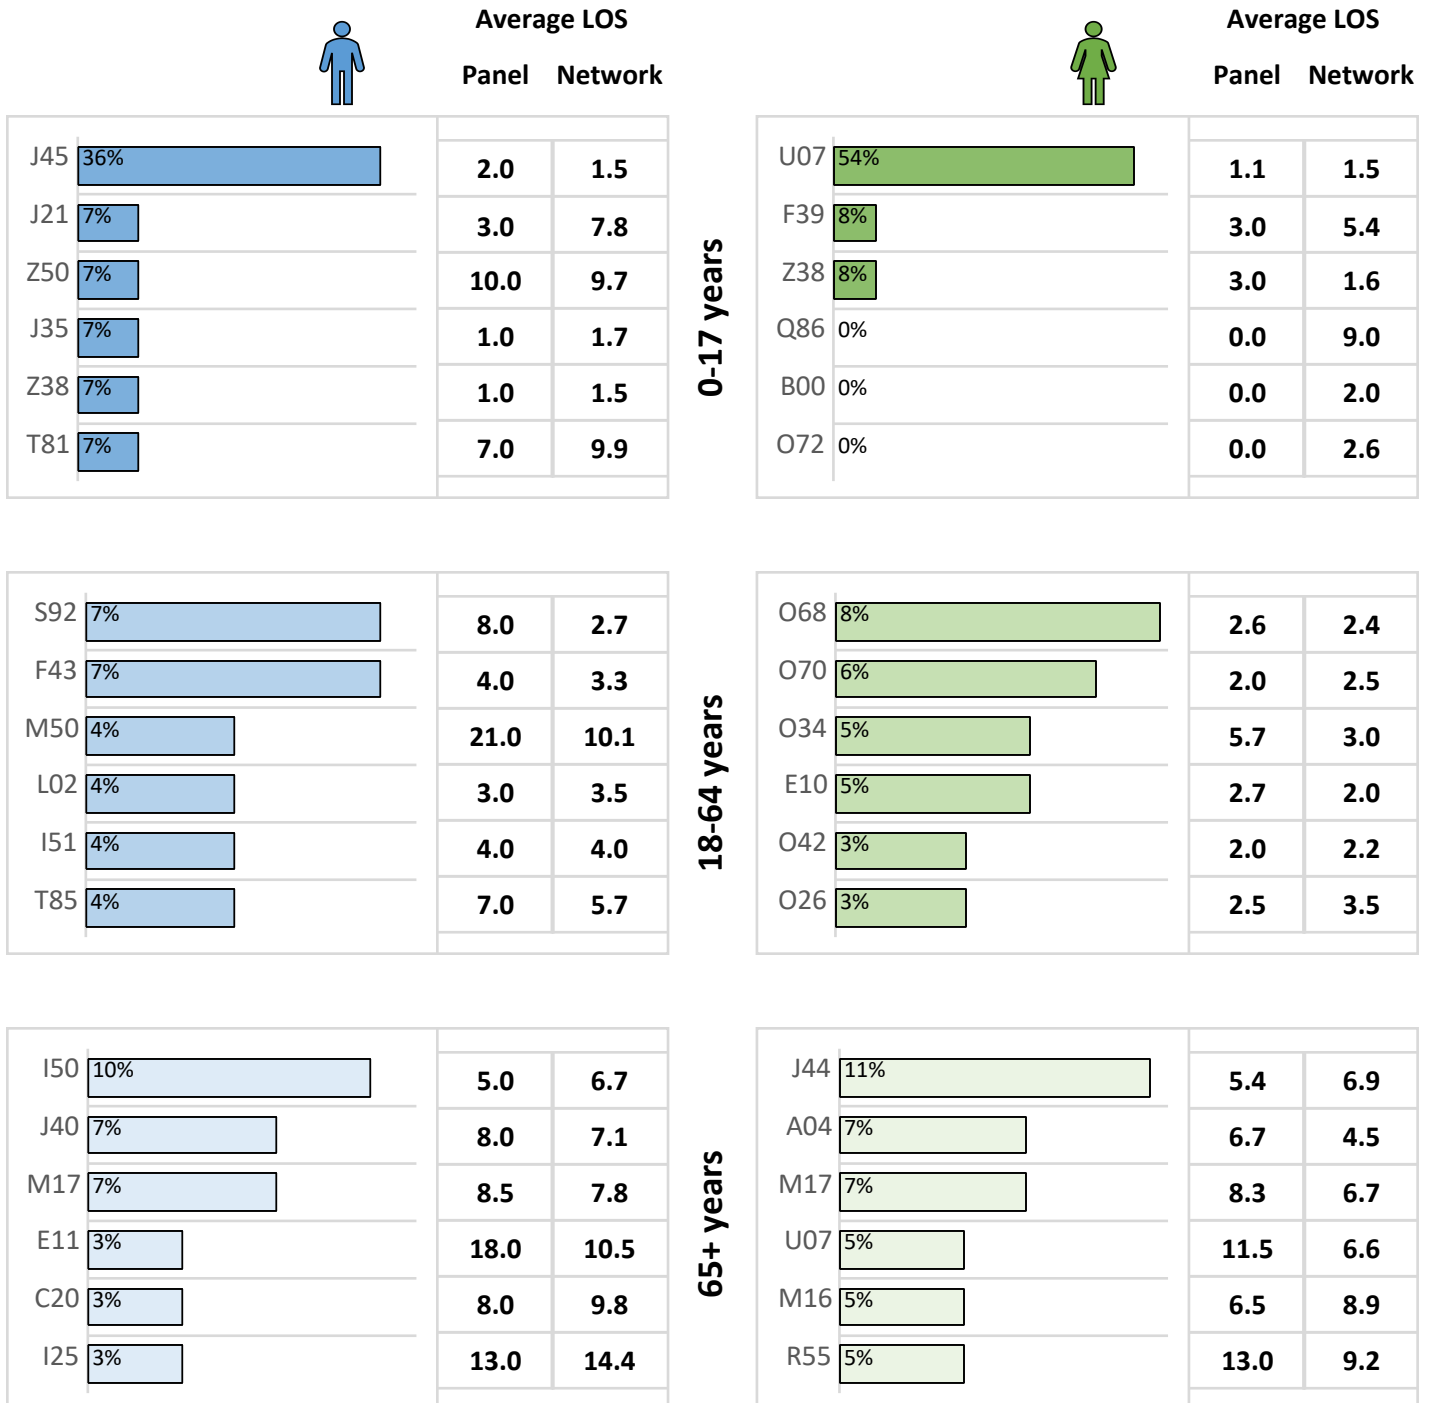 Average LOS Average LOS
Panel Network Panel Network
J45 36% 2.0 1.5 U07 54% 1.1 1.5
J21 7% 3.0 7.8 F39 8% 3.0 5.4
Z50 7% 10.0 9.7 Z38 8% 3.0 1.6
J35 7% 1.0 1.7 Q86 0% 0.0 9.0
Z38 7% 1.0 1.5 B00 0% 0.0 2.0
T81 7% 7.0 9.9 O72 0% 0.0 2.6
0-17 years
S92 7% 8.0 2.7 O68 8% 2.6 2.4
F43 7% 4.0 3.3 O70 6% 2.0 2.5
M50 4% 21.0 10.1 O34 5% 5.7 3.0
L02 4% 3.0 3.5 E10 5% 2.7 2.0
I51 4% 4.0 4.0 O42 3% 2.0 2.2
T85 4% 7.0 5.7 O26 3% 2.5 3.5
18-64 years
I50 10% 5.0 6.7 J44 11% 5.4 6.9
J40 7% 8.0 7.1 A04 7% 6.7 4.5
M17 7% 8.5 7.8 M17 7% 8.3 6.7
E11 3% 18.0 10.5 U07 5% 11.5 6.6
C20 3% 8.0 9.8 M16 5% 6.5 8.9
I25 3% 13.0 14.4 R55 5% 13.0 9.2
65+ years